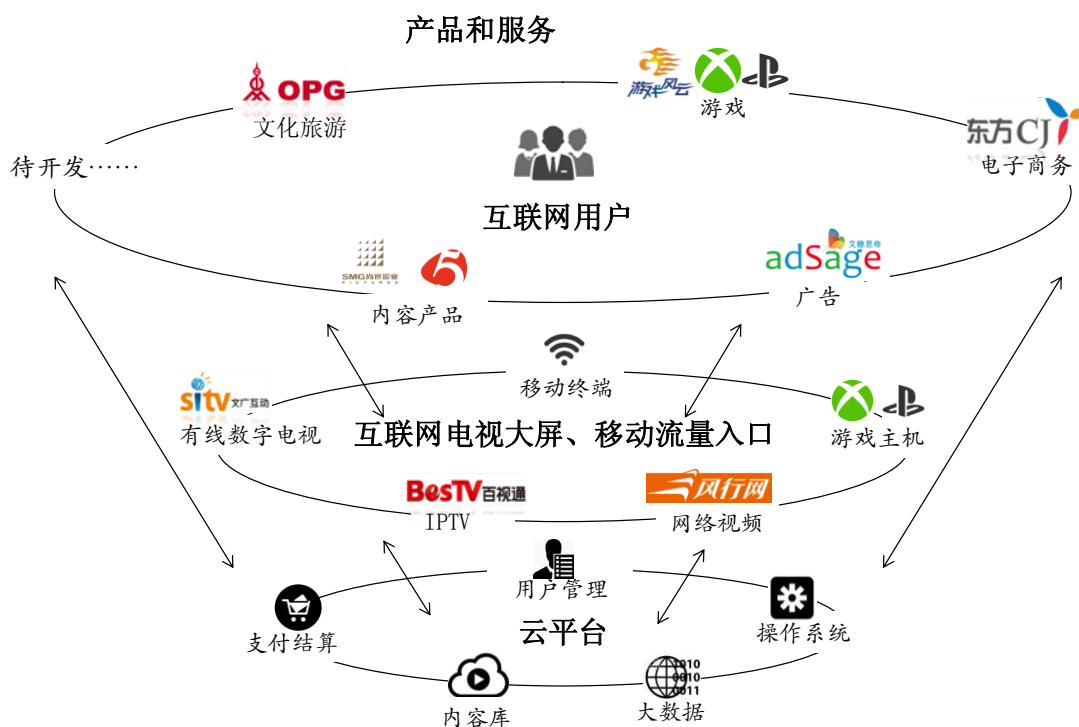 产品和服务
OPG
文化旅游
游戏风云
游戏
东方CJ
电子商务
待开发……
互联网用户
SMG尚世影业
PICTURES
5
内容产品
艾德思奇
adSage
广告
移动终端
sitv文广互动
有线数字电视
互联网电视大屏、移动流量入口
游戏主机
BesTV百视通
IPTV
风行网
网络视频
用户管理
支付结算
云平台
操作系统
内容库
1010
0010
0011
大数据